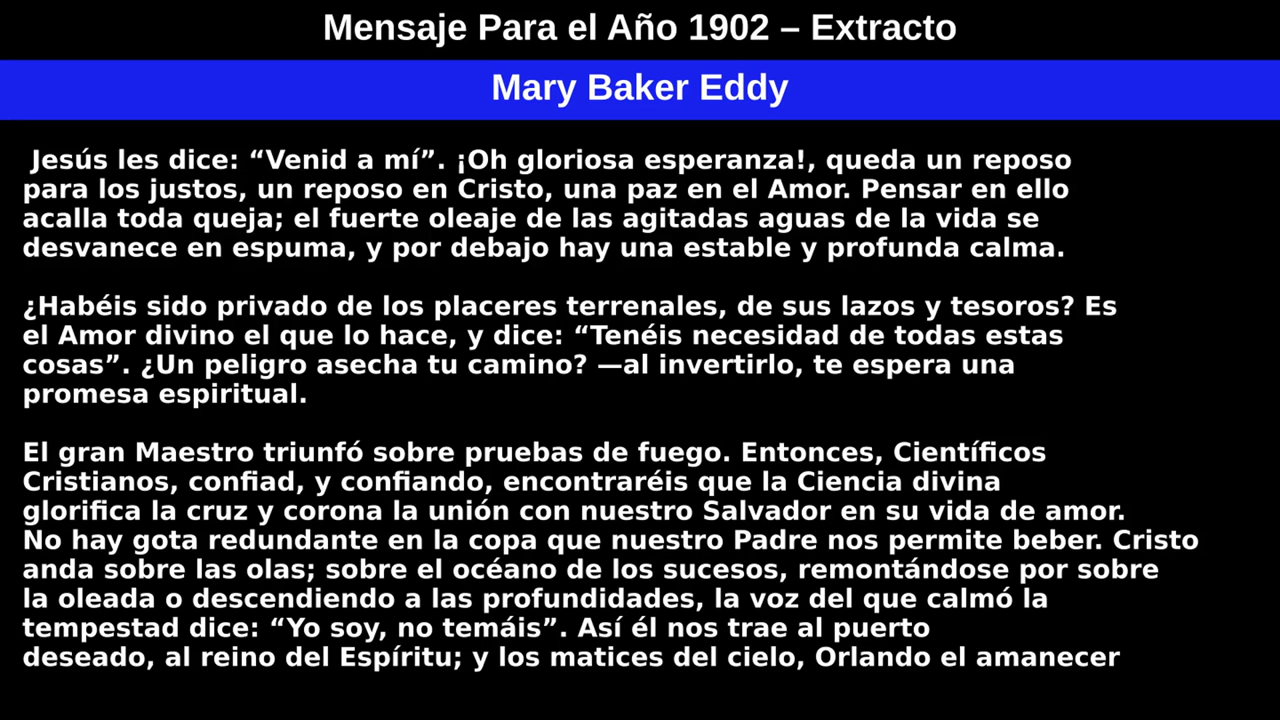 Mensaje Para el Año 1902 – Extracto
Mary Baker Eddy
Jesús les dice: “Venid a mí”. ¡Oh gloriosa esperanza!, queda un reposo
para los justos, un reposo en Cristo, una paz en el Amor. Pensar en ello
acalla toda queja; el fuerte oleaje de las agitadas aguas de la vida se
desvanece en espuma, y por debajo hay una estable y profunda calma.
¿Habéis sido privado de los placeres terrenales, de sus lazos y tesoros? Es
el Amor divino el que lo hace, y dice: “Tenéis necesidad de todas estas
cosas”. ¿Un peligro asecha tu camino? —al invertirlo, te espera una
promesa espiritual.
El gran Maestro triunfó sobre pruebas de fuego. Entonces, Científicos
Cristianos, confiad, y confiando, encontraréis que la Ciencia divina
glorifica la cruz y corona la unión con nuestro Salvador en su vida de amor.
No hay gota redundante en la copa que nuestro Padre nos permite beber. Cristo
anda sobre las olas; sobre el océano de los sucesos, remontándose por sobre
la oleada o descendiendo a las profundidades, la voz del que calmó la
tempestad dice: “Yo soy, no temáis”. Así él nos trae al puerto
deseado, al reino del Espíritu; y los matices del cielo, Orlando el amanecer